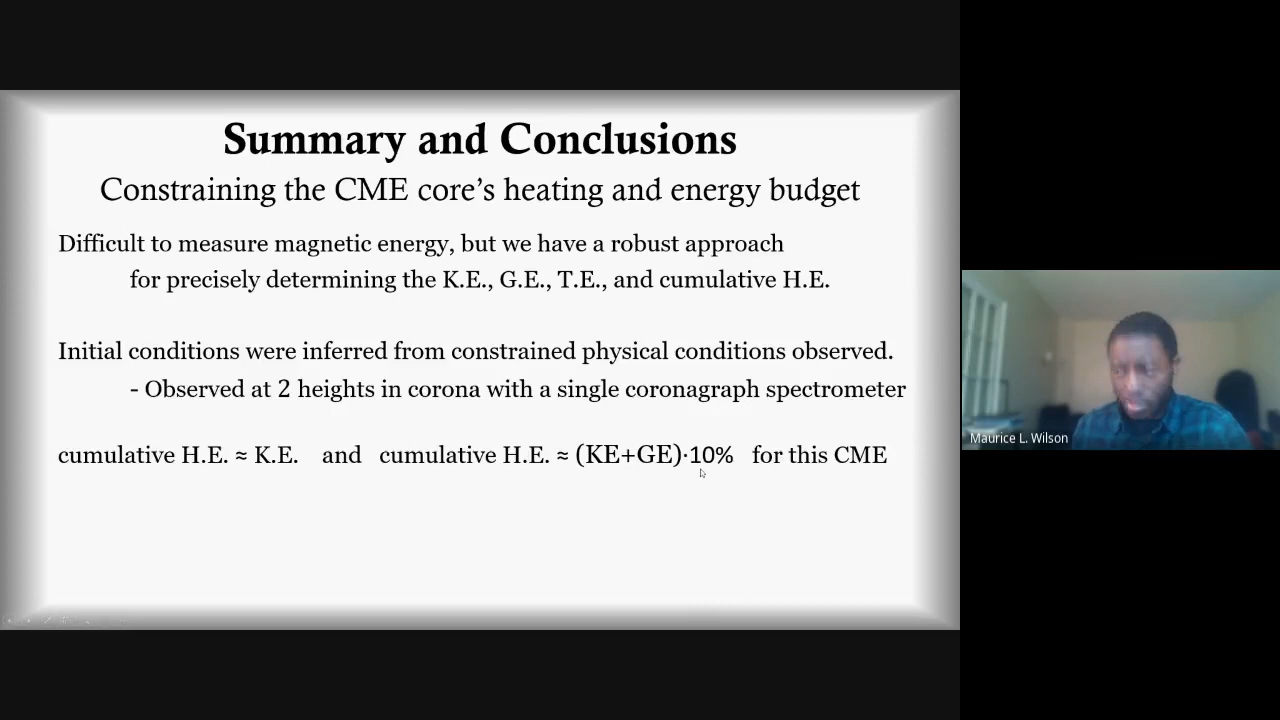 Summary and Conclusions
Constraining the CME core’s heating and energy budget
Difficult to measure magnetic energy, but we have a robust approach
for precisely determining the K.E., G.E., T.E., and cumulative H.E.
Initial conditions were inferred from constrained physical conditions observed.
- Observed at 2 heights in corona with a single coronagraph spectrometer
cumulative H.E. ≈ K.E. and cumulative H.E. ≈ (KE+GE)·10% for this CME
Maurice L. Wilson